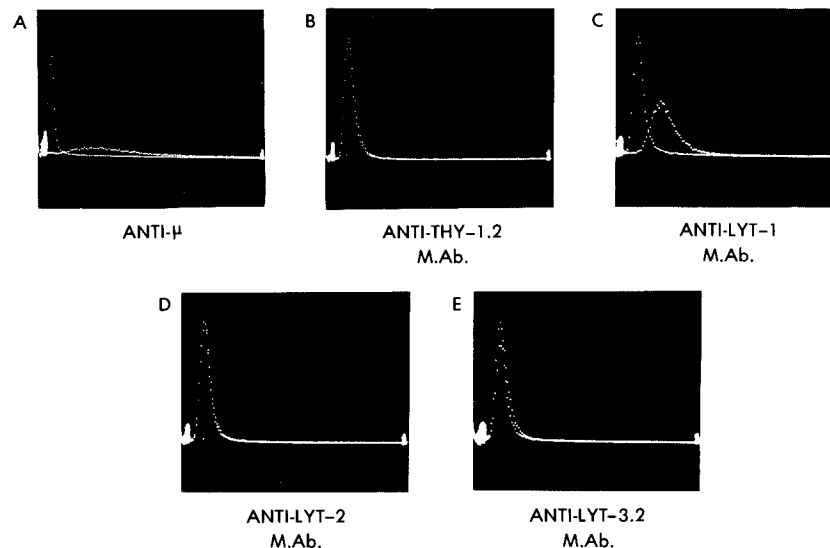 A
B
C
ANTI-μ
ANTI-THY-1.2
M.Ab.
ANTI-LYT-1
M.Ab.
D
E
ANTI-LYT-2
M.Ab.
ANTI-LYT-3.2
M.Ab.